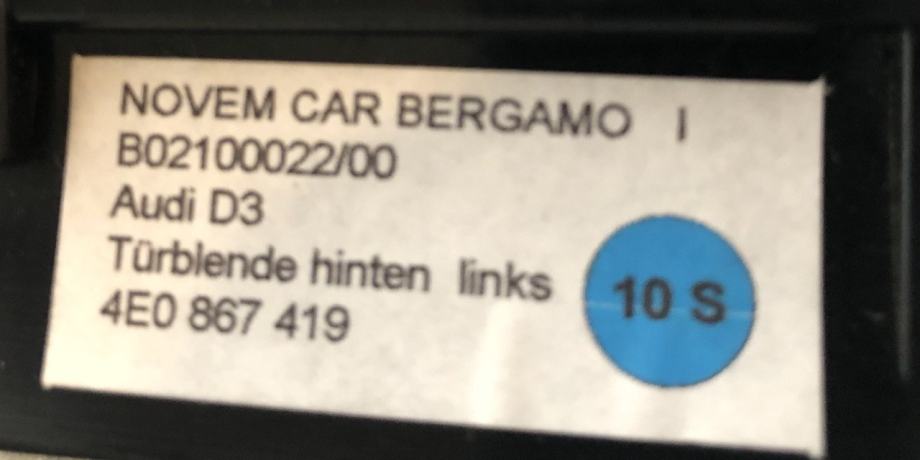 NOVEM CAR BERGAMO I
B02100022/00
Audi D3
Türblende hinten links
4E0 867 419
10 S